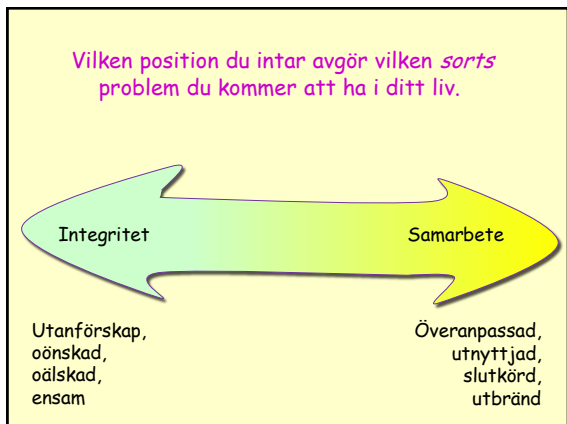 Vilken position du intar avgör vilken sorts
problem du kommer att ha i ditt liv.
Integritet
Samarbete
Utanförskap,
oönskad,
oälskad,
ensam
Överanpassad,
utnyttjad,
slutkörd,
utbränd